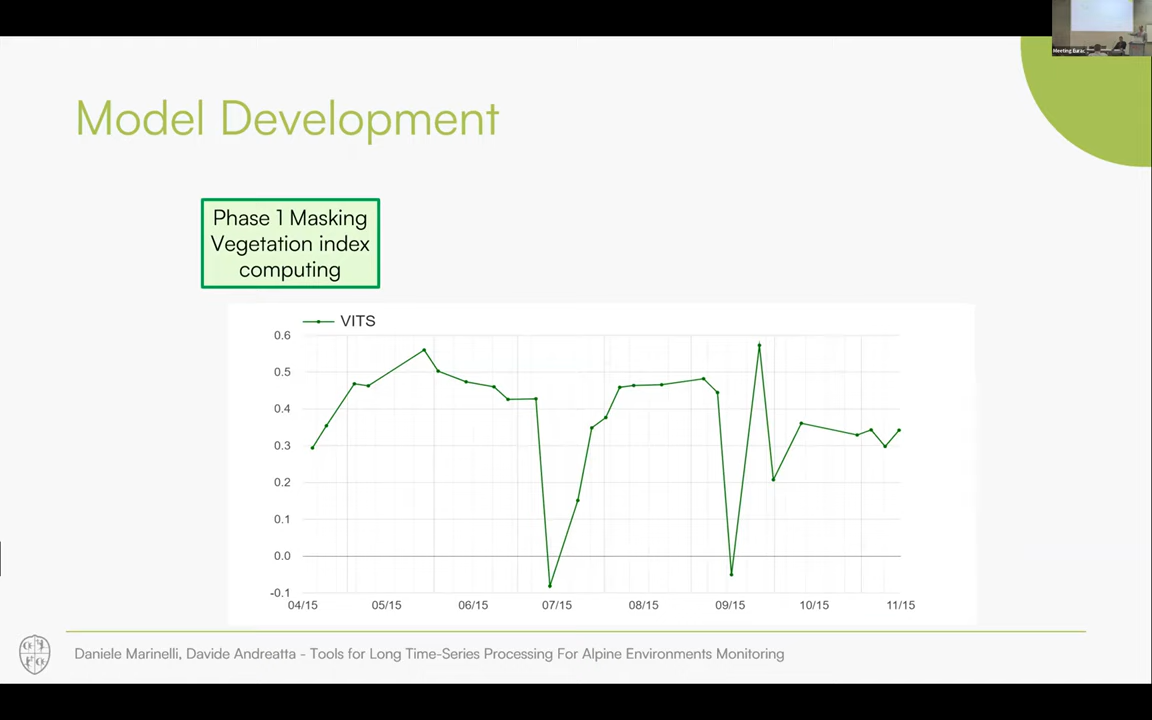 Meeting Eurac
Model Development
Phase 1 Masking
Vegetation index
computing
VITS
0.6
0.5
0.4
0.3
0.2
0.1
0.0
-0.1
04/15 05/15 06/15 07/15 08/15 09/15 10/15 11/15
Daniele Marinelli, Davide Andreatta - Tools for Long Time-Series Processing For Alpine Environments Monitoring